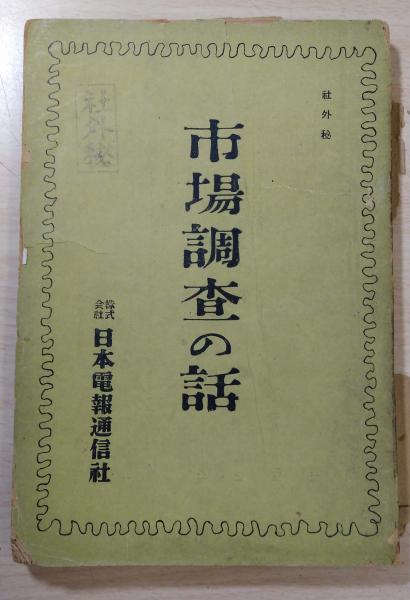 社外秘
市場調査の話
株式会社
日本電報通信社
社外秘